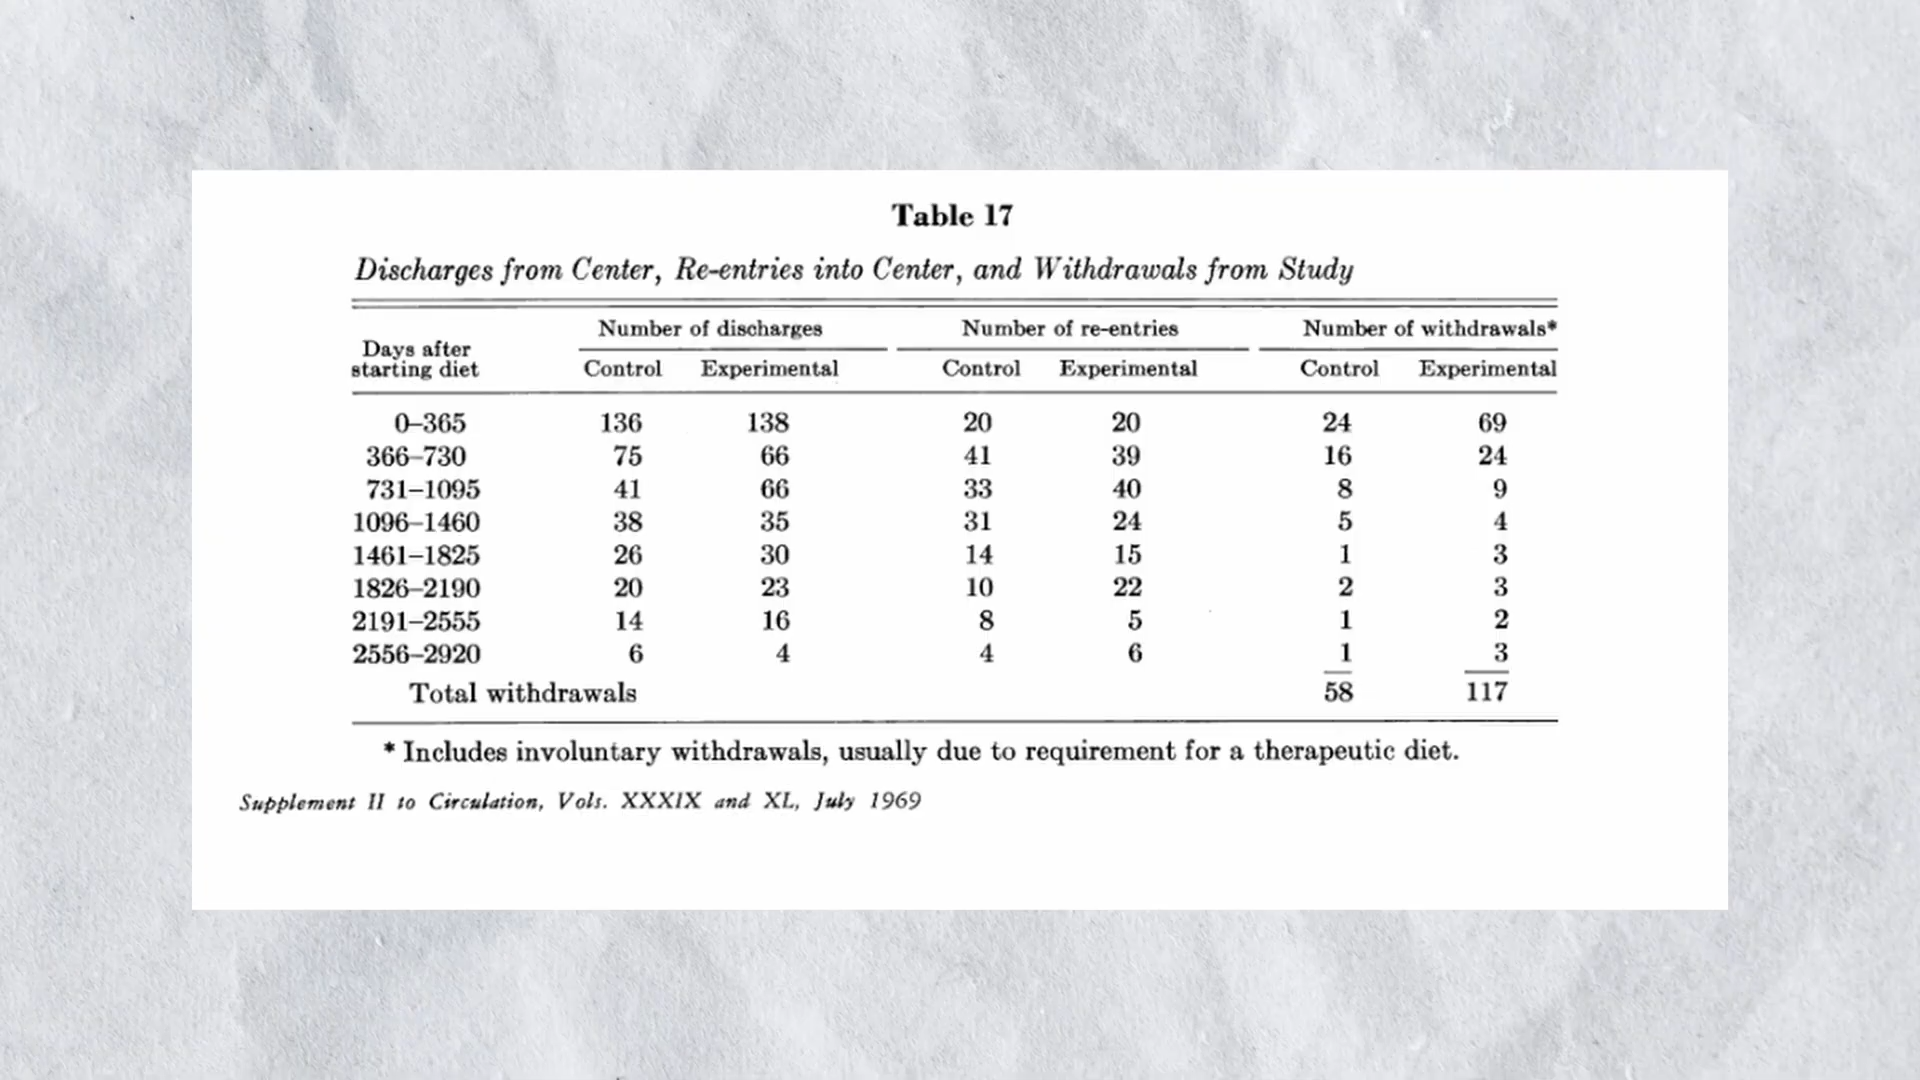 Table 17
Discharges from Center, Re-entries into Center, and Withdrawals from Study
Days after starting diet Number of discharges Number of re-entries Number of withdrawals*
Control Experimental Control Experimental Control Experimental
0–365 136 138 20 20 24 69
366–730 75 66 41 39 16 24
731–1095 41 66 33 40 8 9
1096–1460 38 35 31 24 5 4
1461–1825 26 30 14 15 1 3
1826–2190 20 23 10 22 2 3
2191–2555 14 16 8 5 1 2
2556–2920 6 4 4 6 1 3
Total withdrawals 58 117
* Includes involuntary withdrawals, usually due to requirement for a therapeutic diet.
Supplement II to Circulation, Vols. XXXIX and XL, July 1969